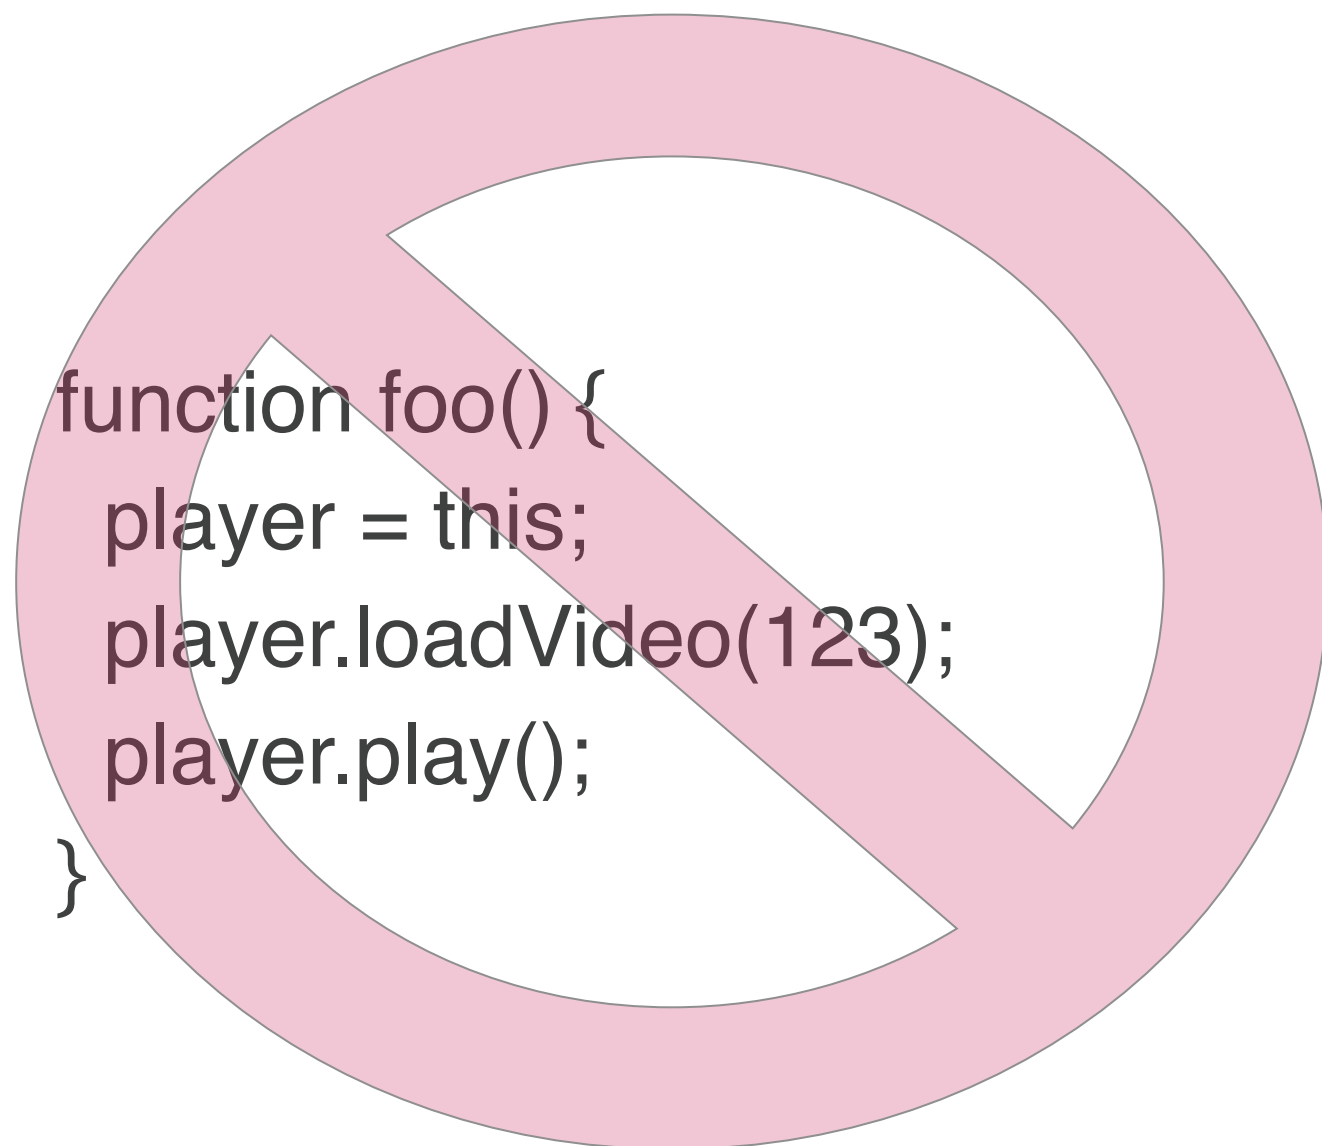 function foo() {
  player = this;
  player.loadVideo(123);
  player.play();
}